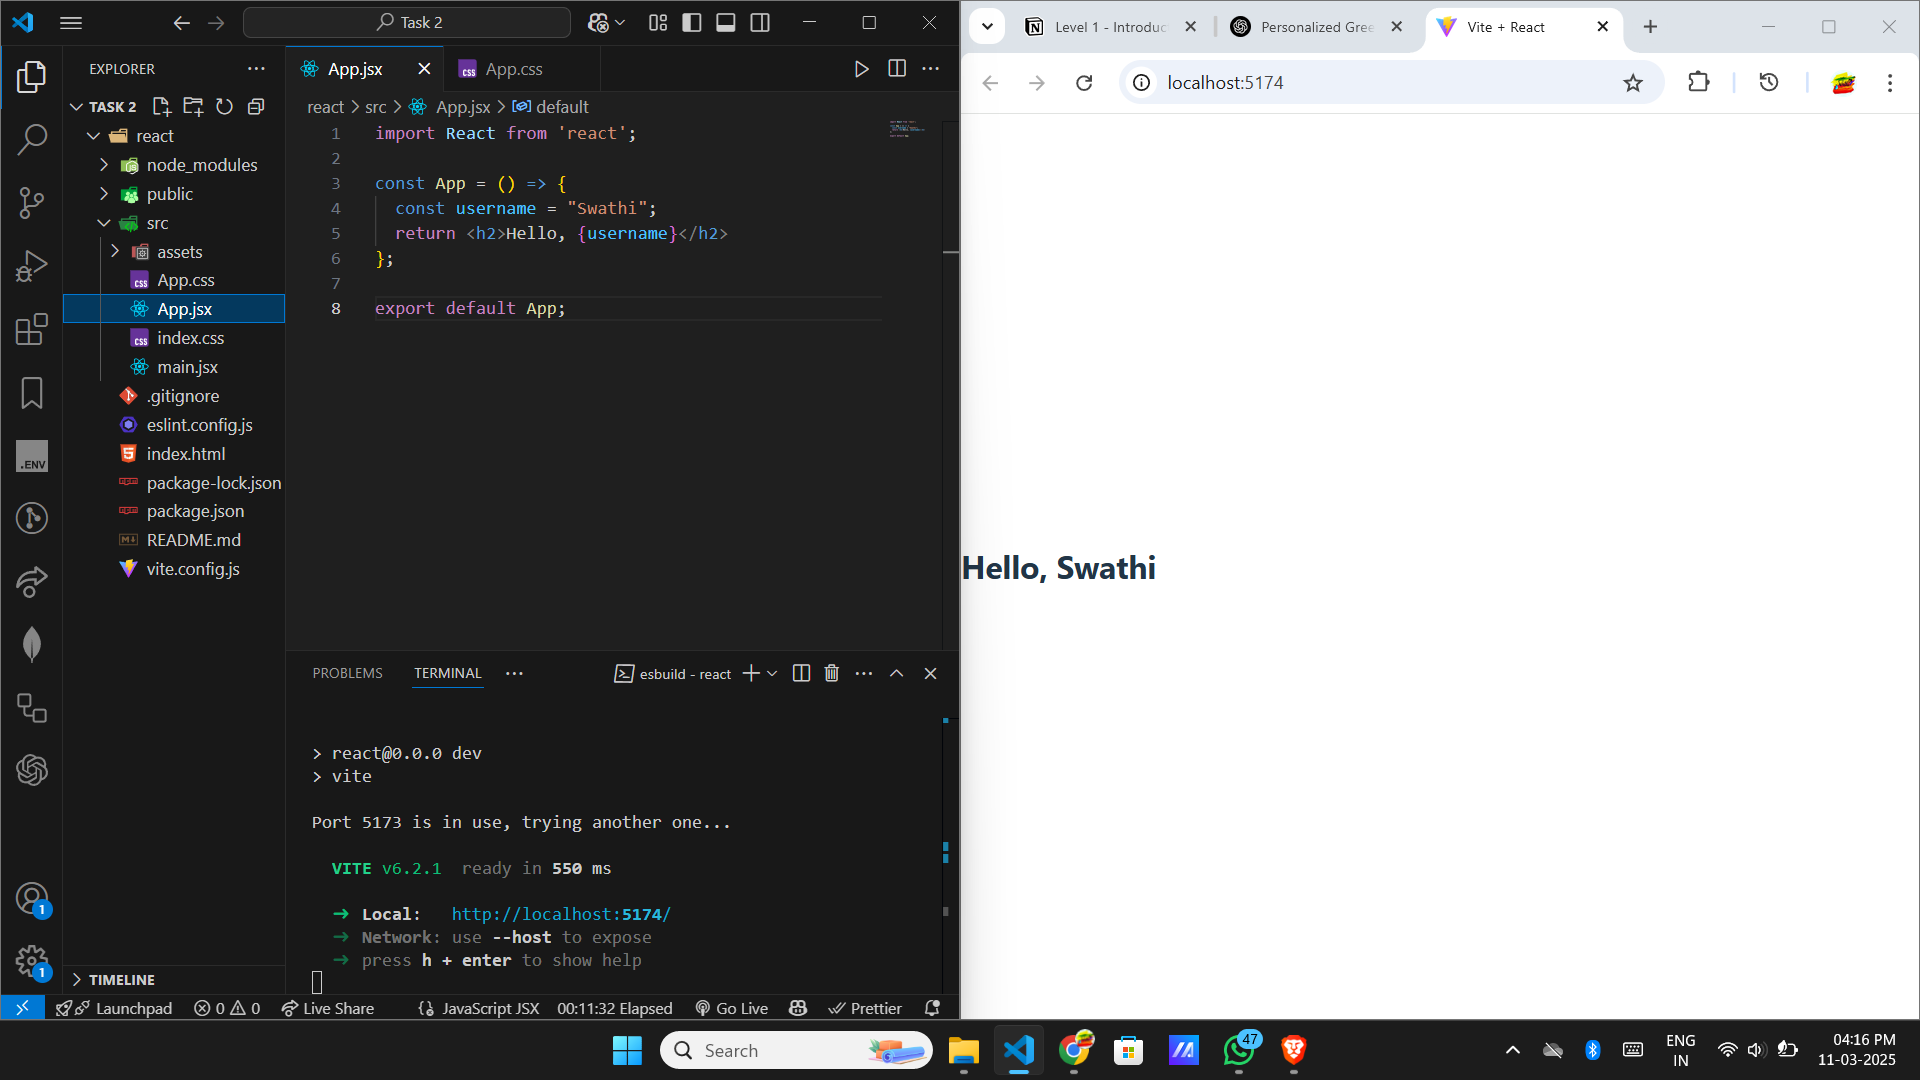 Task 2
EXPLORER
TASK 2
react
node_modules
public
src
assets
App.css
App.jsx
index.css
main.jsx
.gitignore
eslint.config.js
index.html
package-lock.json
package.json
README.md
vite.config.js
TIMELINE
App.jsx
App.css
react > src > App.jsx > default
1 import React from 'react';
2
3 const App = () => {
4 const username = "Swathi";
5 return <h2>Hello, {username}</h2>
6 };
7
8 export default App;
PROBLEMS TERMINAL
esbuild - react
> react@0.0.0 dev
> vite
Port 5173 is in use, trying another one...
VITE v6.2.1 ready in 550 ms
➜ Local: http://localhost:5174/
➜ Network: use --host to expose
➜ press h + enter to show help
.ENV
1
1
Launchpad
0 0
Live Share
JavaScript JSX
00:11:32 Elapsed
Go Live
Prettier
Level 1 - Introduc
Personalized Gree
Vite + React
localhost:5174
Hello, Swathi
Search
47
ENG
IN
04:16 PM
11-03-2025